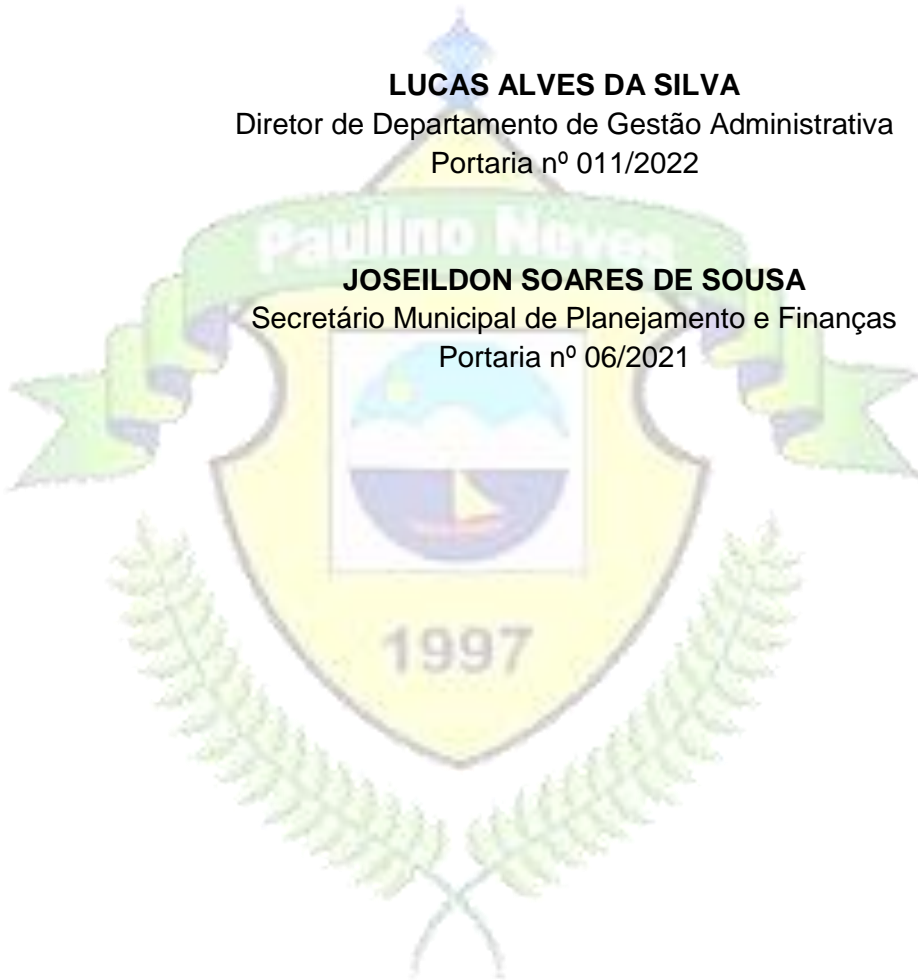 LUCAS ALVES DA SILVA
Diretor de Departamento de Gestão Administrativa
Portaria nº 011/2022
Paulino Neves
JOSEILDON SOARES DE SOUSA
Secretário Municipal de Planejamento e Finanças
Portaria nº 06/2021
1997